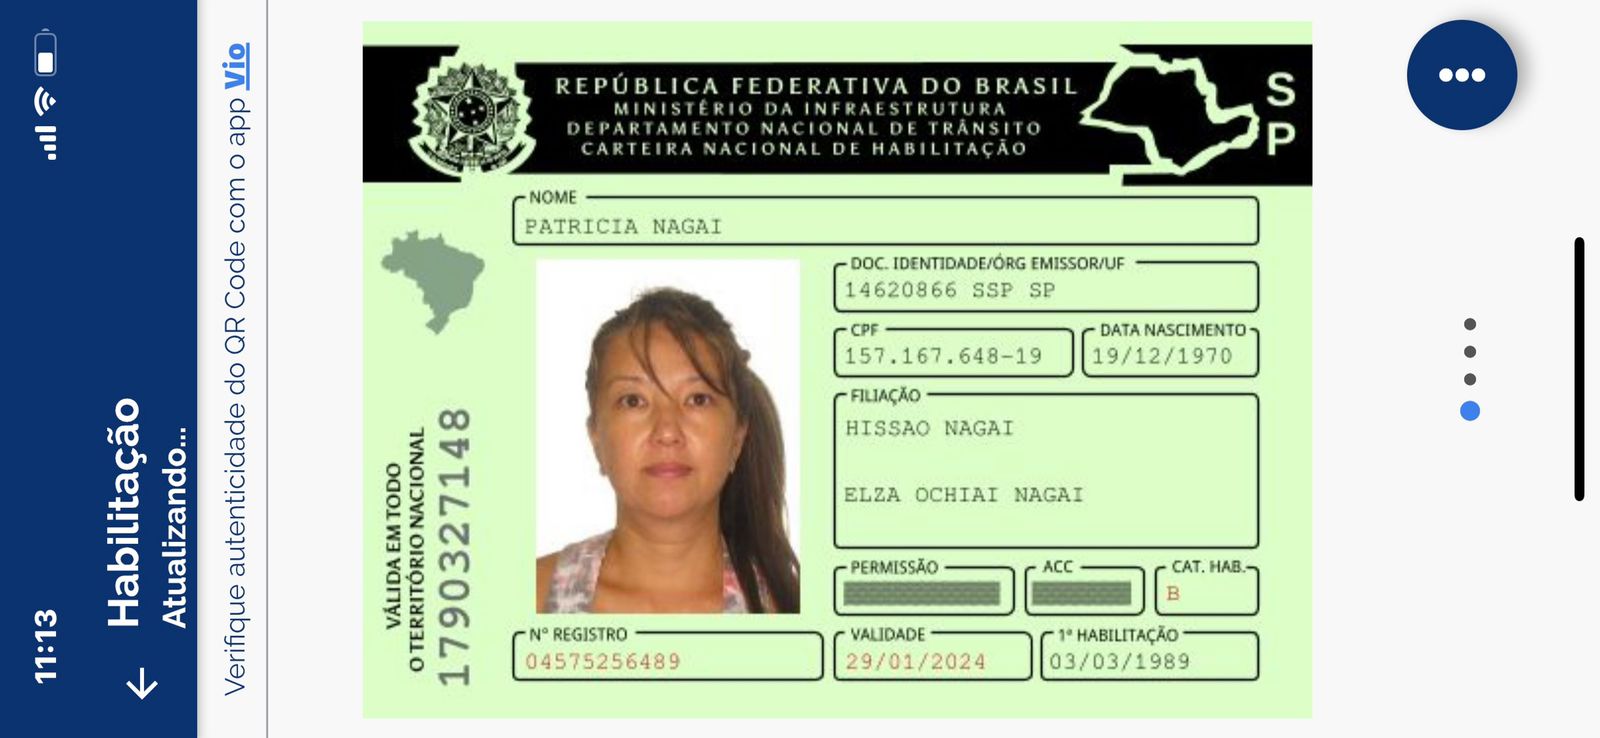 11:13
Habilitação
Atualizando...
Verifique autenticidade do QR Code com o app Vio
REPÚBLICA FEDERATIVA DO BRASIL
MINISTÉRIO DA INFRAESTRUTURA
DEPARTAMENTO NACIONAL DE TRÂNSITO
CARTEIRA NACIONAL DE HABILITAÇÃO
S
P
NOME
PATRICIA NAGAI
DOC. IDENTIDADE/ÓRG EMISSOR/UF
14620866 SSP SP
CPF
157.167.648-19
DATA NASCIMENTO
19/12/1970
FILIAÇÃO
HISSAO NAGAI
ELZA OCHIAI NAGAI
PERMISSÃO
ACC
CAT. HAB.
B
VÁLIDA EM TODO
O TERRITÓRIO NACIONAL
1790327148
Nº REGISTRO
04575256489
VALIDADE
29/01/2024
1ª HABILITAÇÃO
03/03/1989